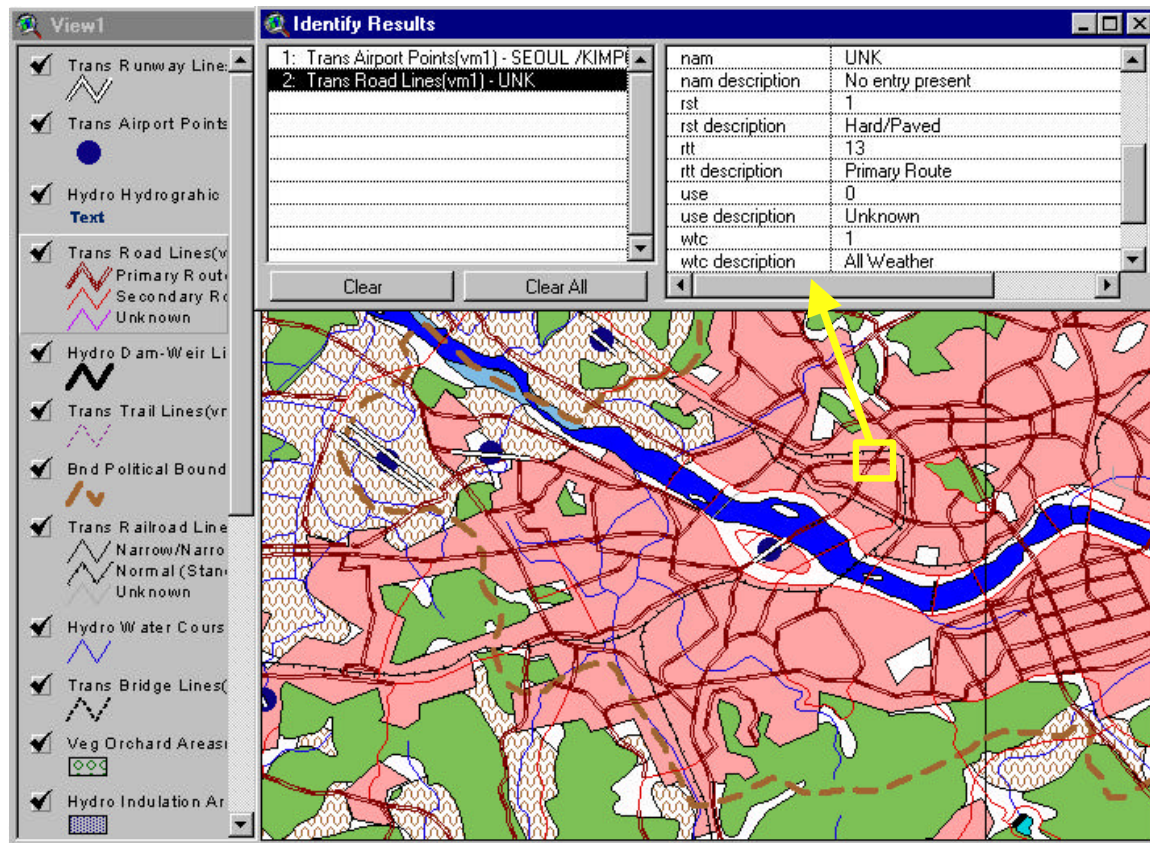 View1
Trans Runway Line
Trans Airport Points
Hydro Hydrograhic
Text
Trans Road Lines(v
Primary Rout
Secondary Ro
Unknown
Hydro Dam-Weir Li
Trans Trail Lines(vr
Bnd Political Bound
Trans Railroad Line
Narrow/Narro
Normal (Stan
Unknown
Hydro Water Cours
Trans Bridge Lines(
Veg Orchard Areas
Hydro Indulation Ar
Identify Results
1: Trans Airport Points(vm1) - SEOUL /KIMP
2: Trans Road Lines(vm1) - UNK
Clear Clear All
nam UNK
nam description No entry present
rst 1
rst description Hard/Paved
rtt 13
rtt description Primary Route
use 0
use description Unknown
wtc 1
wtc description All Weather